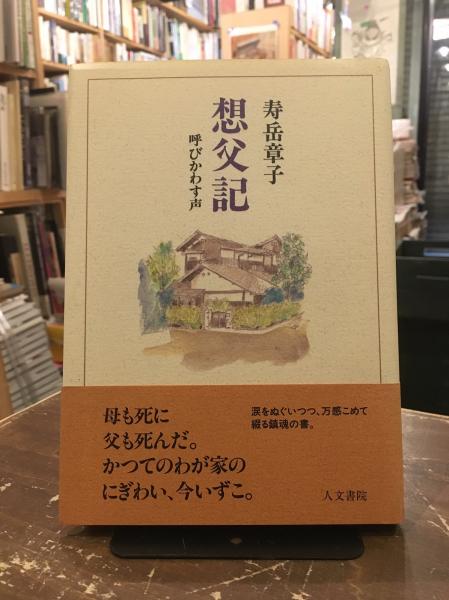 寿岳章子
想父記
呼びかわす声
母も死に
父も死んだ。
かつてのわが家の
にぎわい、今いずこ。
涙をぬぐいつつ、万感こめて
綴る鎮魂の書。
人文書院